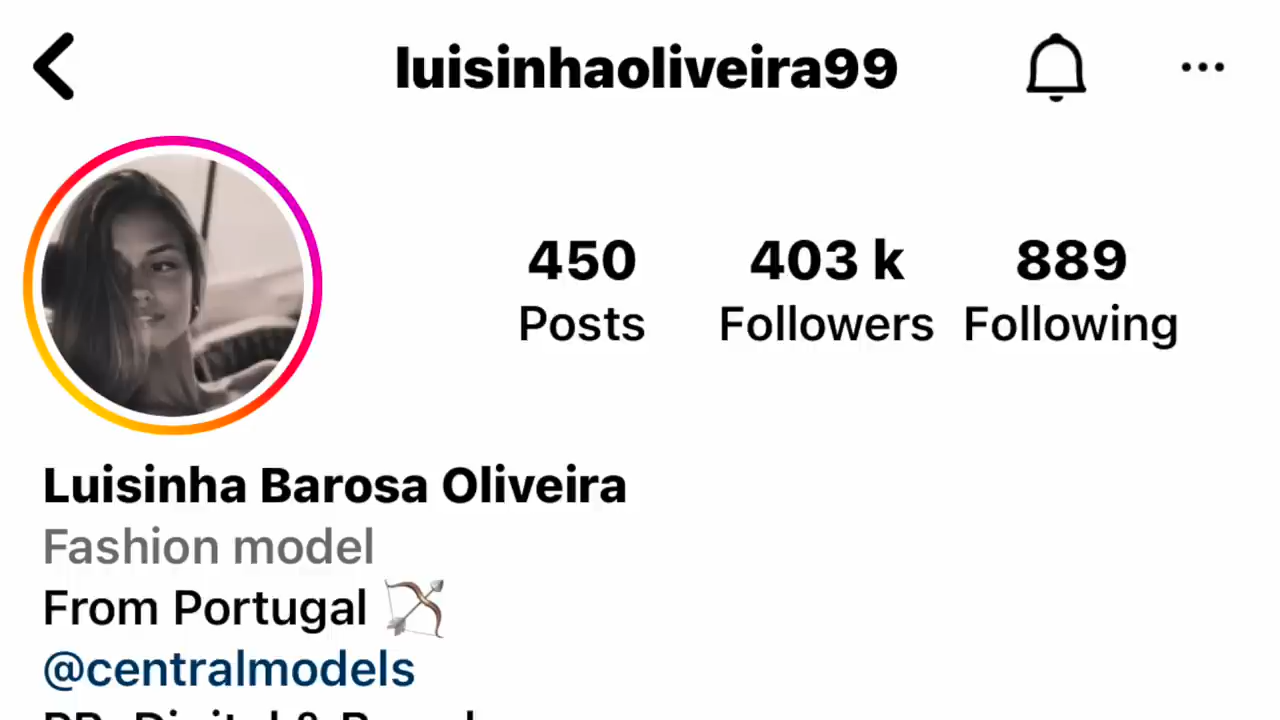 luisinhaoliveira99
450 403 k 889
Posts Followers Following
Luisinha Barosa Oliveira
Fashion model
From Portugal 🏹
@centralmodels